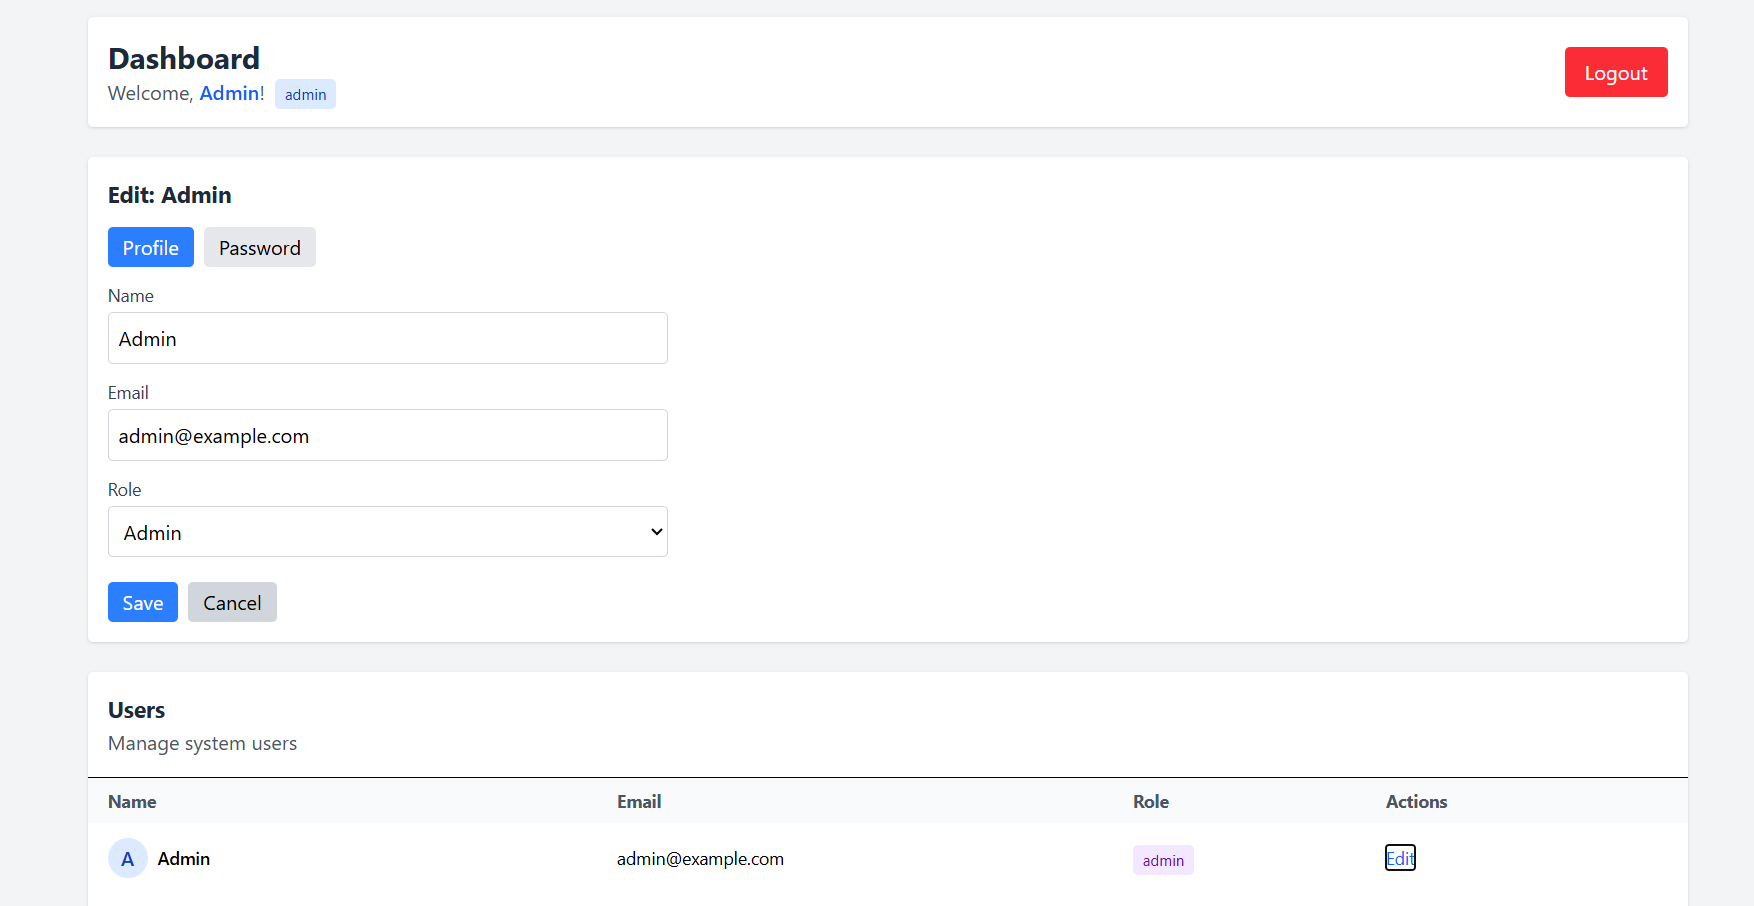 Dashboard
Welcome, Admin! admin
Logout
Edit: Admin
Profile Password
Name
Admin
Email
admin@example.com
Role
Admin
Save Cancel
Users
Manage system users
Name Email Role Actions
A Admin admin@example.com admin Edit